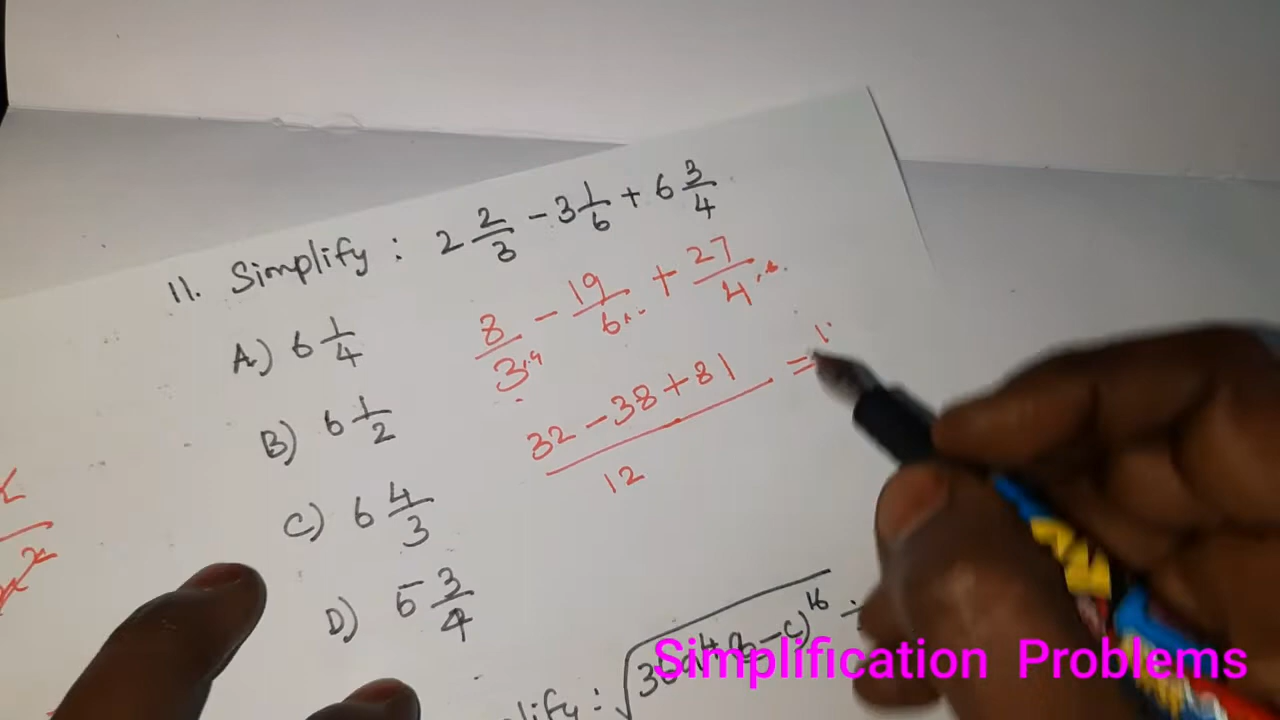 11. Simplify : 2 2/3 - 3 1/6 + 6 3/4
8/3 - 19/6 + 27/4
A) 6 1/4
32 - 38 + 81 / 12 =
B) 6 1/2
C) 6 4/3
D) 5 3/4
Simplification Problems